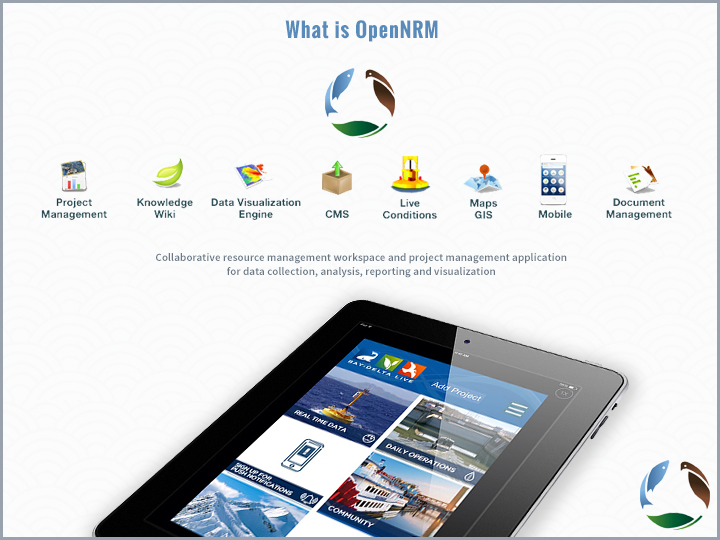 What is OpenNRM
Project
Management
Knowledge
Wiki
Data Visualization
Engine
CMS
Live
Conditions
Maps
GIS
Mobile
Document
Management
Collaborative resource management workspace and project management application
for data collection, analysis, reporting and visualization
BAY-DELTA LIVE
Add Project
REAL TIME DATA
DAILY OPERATIONS
SIGN UP FOR
PUSH NOTIFICATIONS
COMMUNITY